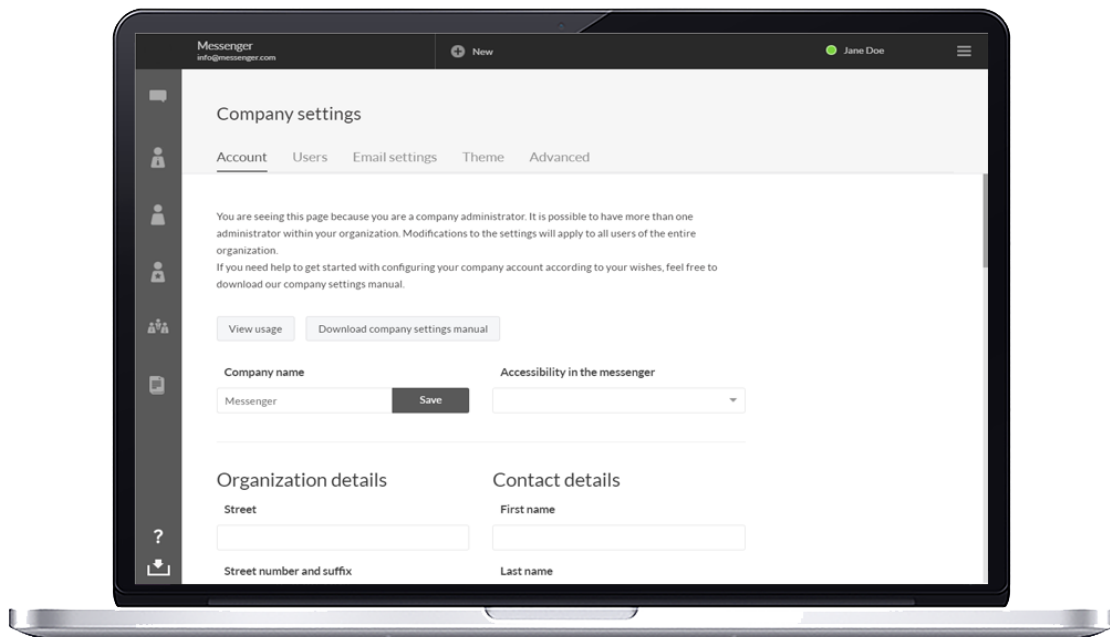 Messenger
info@messenger.com
New
Jane Doe
Company settings
Account Users Email settings Theme Advanced
You are seeing this page because you are a company administrator. It is possible to have more than one
administrator within your organization. Modifications to the settings will apply to all users of the entire
organization.
If you need help to get started with configuring your company account according to your wishes, feel free to
download our company settings manual.
View usage Download company settings manual
Company name Accessibility in the messenger
Messenger Save
Organization details Contact details
Street First name
?
Street number and suffix Last name